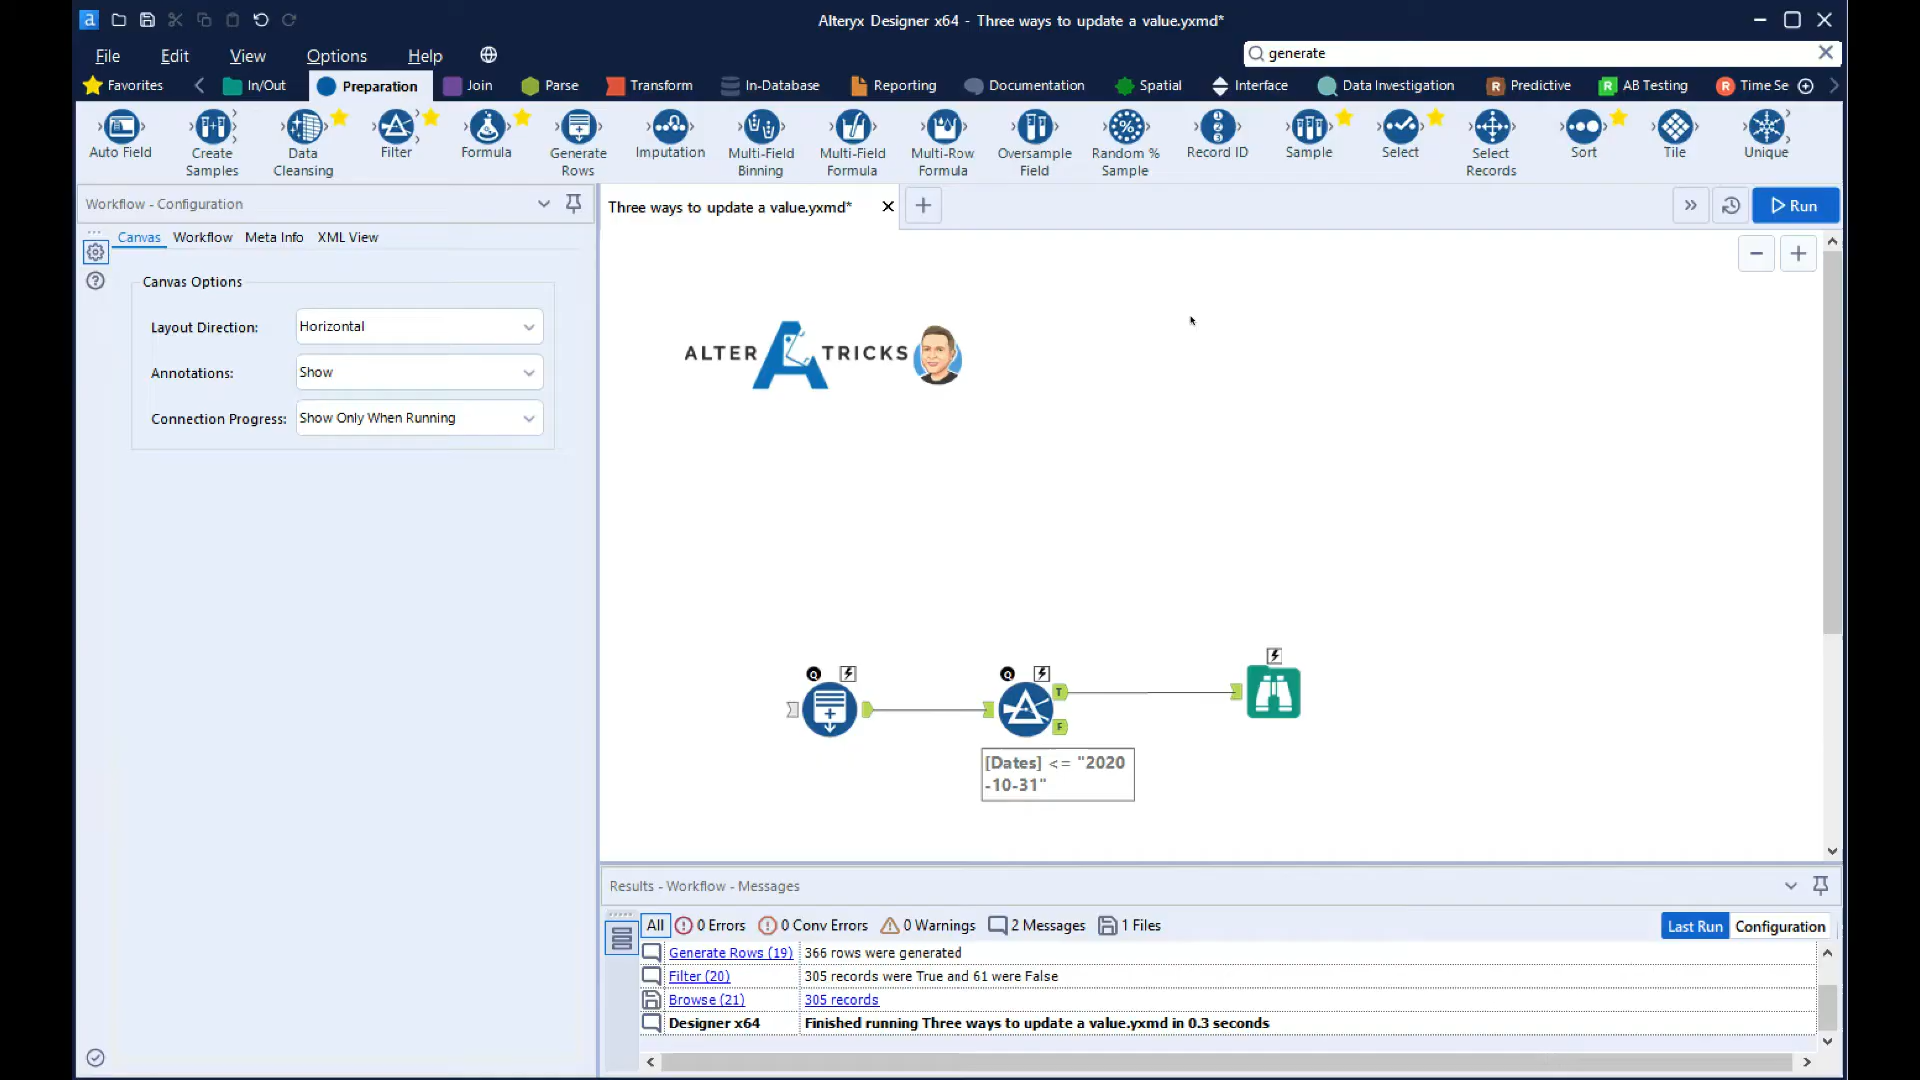 Alteryx Designer x64 - Three ways to update a value.yxmd*
File Edit View Options Help
generate
Favorites In/Out Preparation Join Parse Transform In-Database Reporting Documentation Spatial Interface Data Investigation Predictive AB Testing Time Se
Auto Field
Create Samples
Data Cleansing
Filter
Formula
Generate Rows
Imputation
Multi-Field Binning
Multi-Field Formula
Multi-Row Formula
Oversample Field
Random % Sample
Record ID
Sample
Select
Select Records
Sort
Tile
Unique
Workflow - Configuration
Three ways to update a value.yxmd*
Run
Canvas Workflow Meta Info XML View
Canvas Options
Layout Direction: Horizontal
Annotations: Show
Connection Progress: Show Only When Running
ALTER TRICKS
T
F
[Dates] <= "2020
-10-31"
Results - Workflow - Messages
All 0 Errors 0 Conv Errors 0 Warnings 2 Messages 1 Files Last Run Configuration
Generate Rows (19) 366 rows were generated
Filter (20) 305 records were True and 61 were False
Browse (21) 305 records
Designer x64 Finished running Three ways to update a value.yxmd in 0.3 seconds